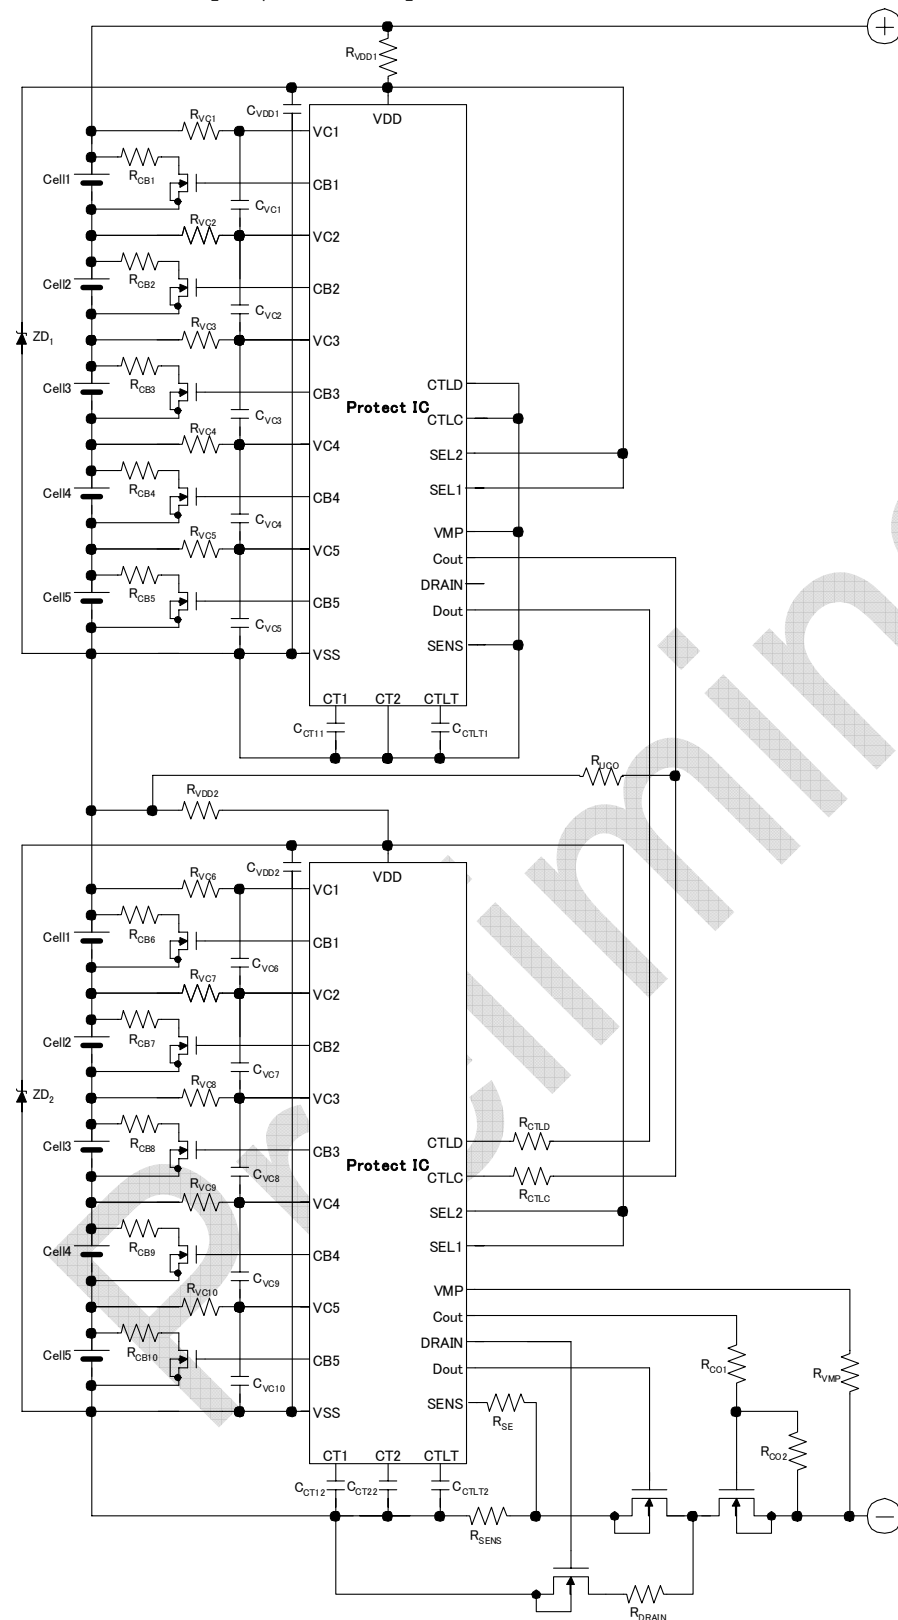 +
RVDD1
CVDD1
VDD
RVC1
VC1
Cell1
RCB1
CB1
CVC1
RVC2
VC2
Cell2
RCB2
CB2
CVC2
ZD1
RVC3
VC3
Cell3
RCB3
CB3
CTLD
Protect IC
CVC3
CTLC
RVC4
VC4
SEL2
Cell4
RCB4
CB4
SEL1
CVC4
VMP
RVC5
VC5
Cout
DRAIN
Cell5
RCB5
CB5
Dout
CVC5
SENS
VSS
CT1
CT2
CTLT
CCT11
CCTLT1
RUCO
RVDD2
CVDD2
VDD
RVC6
VC1
Cell1
RCB6
CB1
CVC6
RVC7
VC2
Cell2
RCB7
CB2
CVC7
ZD2
RVC8
VC3
RCTLD
Cell3
RCB8
CB3
CTLD
Protect IC
CVC8
CTLC
RCTLC
RVC9
VC4
SEL2
Cell4
RCB9
CB4
SEL1
CVC9
VMP
RVC10
VC5
Cout
DRAIN
Cell5
RCB10
CB5
Dout
RCO1
RVMP
CVC10
SENS
VSS
RSE
RCO2
CT1
CT2
CTLT
CCT12
CCT22
CCTLT2
RSENS
−
RDRAIN